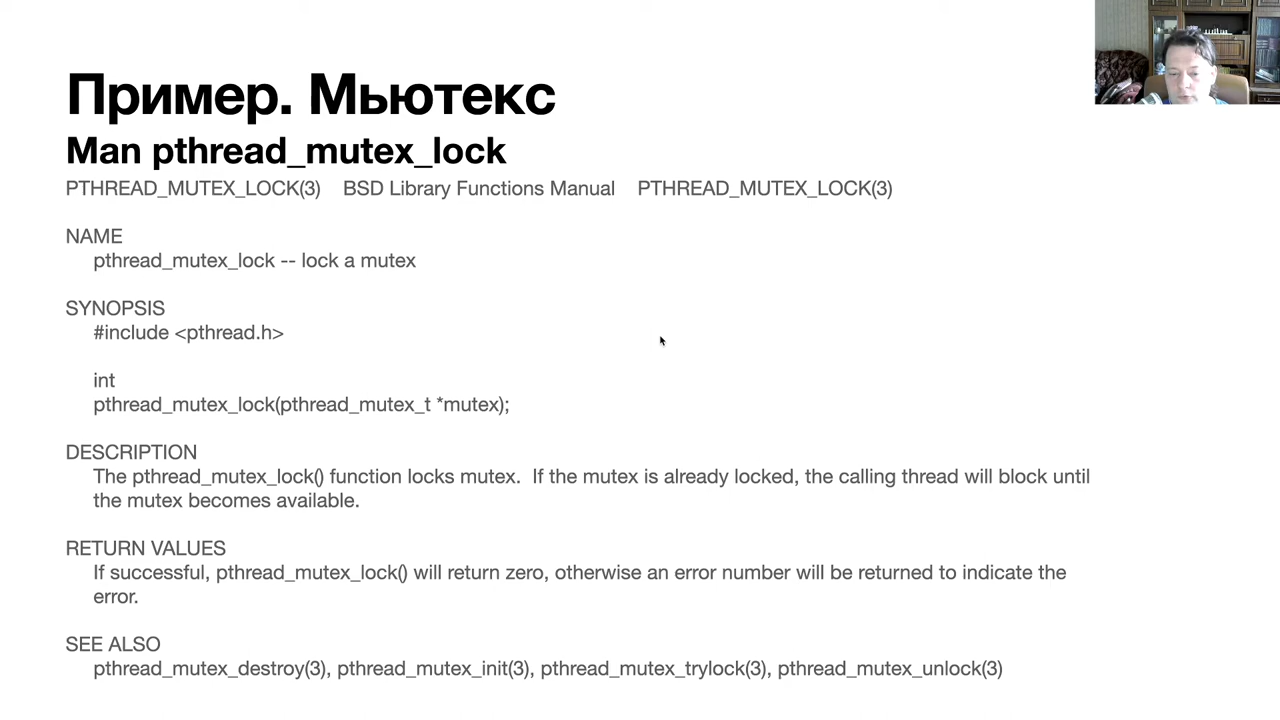 Пример. Мьютекс
Man pthread_mutex_lock
PTHREAD_MUTEX_LOCK(3) BSD Library Functions Manual PTHREAD_MUTEX_LOCK(3)
NAME
pthread_mutex_lock -- lock a mutex
SYNOPSIS
#include <pthread.h>
int
pthread_mutex_lock(pthread_mutex_t *mutex);
DESCRIPTION
The pthread_mutex_lock() function locks mutex. If the mutex is already locked, the calling thread will block until
the mutex becomes available.
RETURN VALUES
If successful, pthread_mutex_lock() will return zero, otherwise an error number will be returned to indicate the
error.
SEE ALSO
pthread_mutex_destroy(3), pthread_mutex_init(3), pthread_mutex_trylock(3), pthread_mutex_unlock(3)